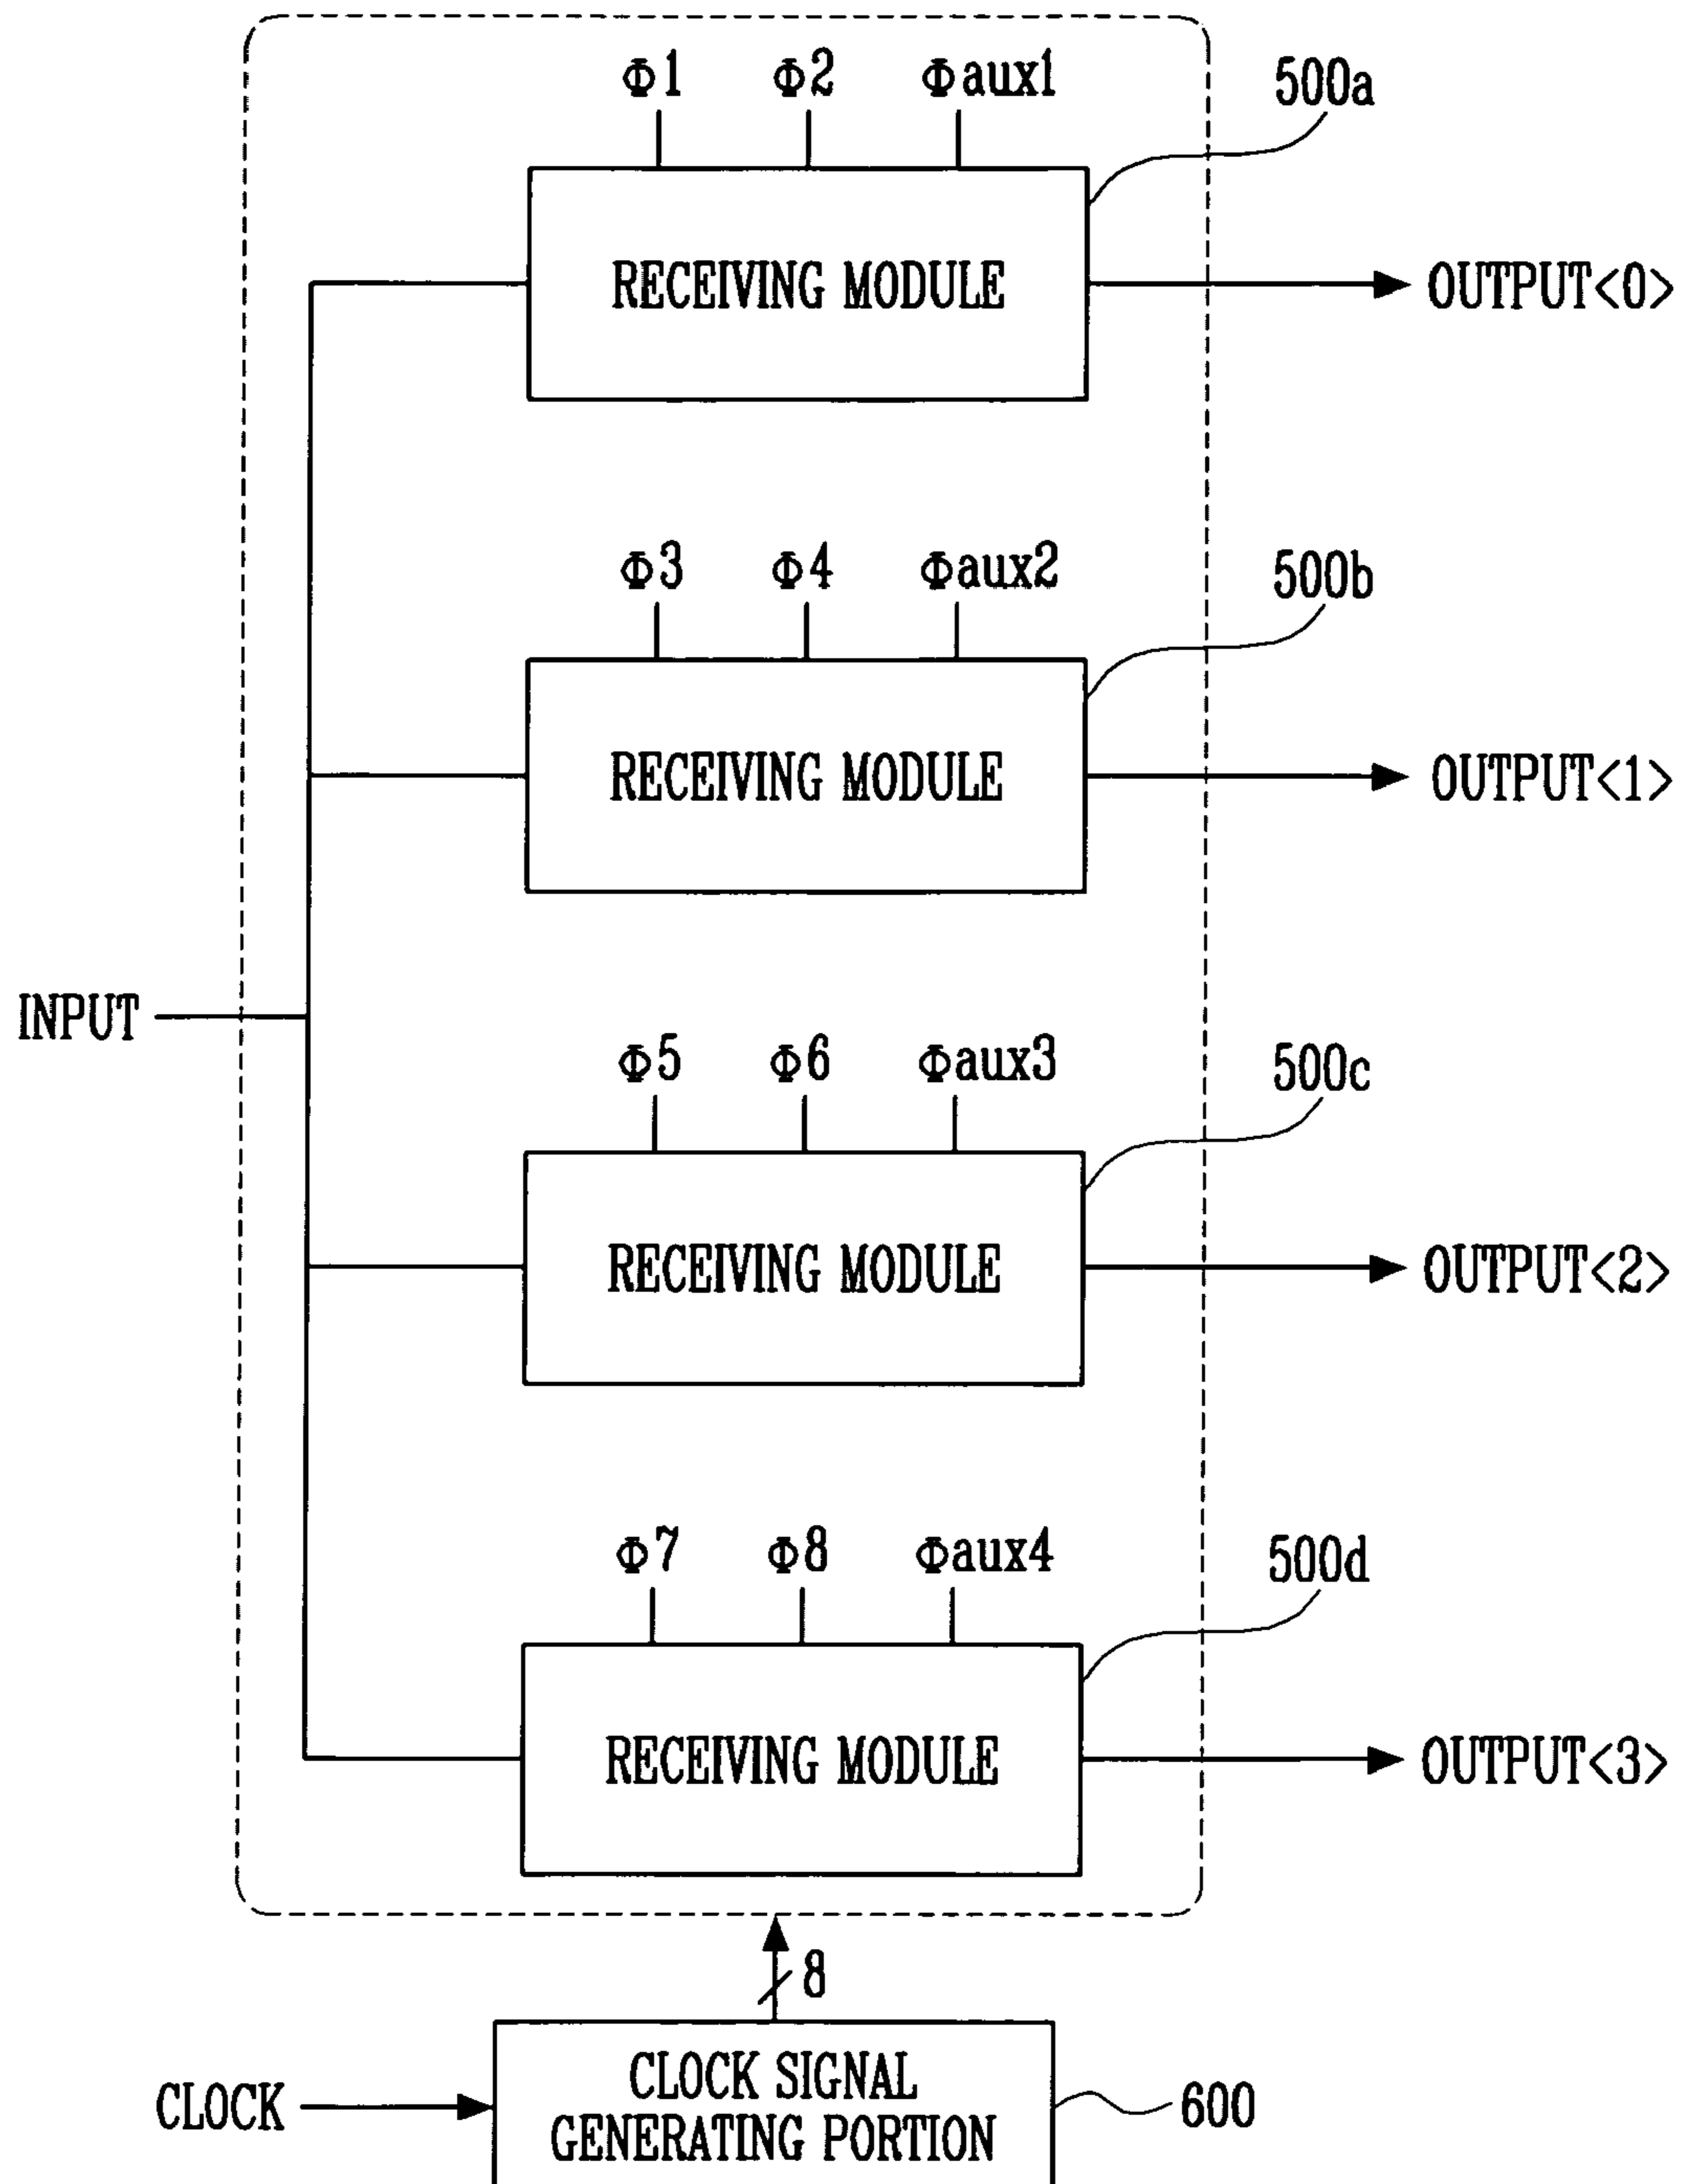 Φ1 Φ2 Φaux1 500a
RECEIVING MODULE OUTPUT<0>
Φ3 Φ4 Φaux2 500b
RECEIVING MODULE OUTPUT<1>
INPUT
Φ5 Φ6 Φaux3 500c
RECEIVING MODULE OUTPUT<2>
Φ7 Φ8 Φaux4 500d
RECEIVING MODULE OUTPUT<3>
8
CLOCK CLOCK SIGNAL
GENERATING PORTION 600